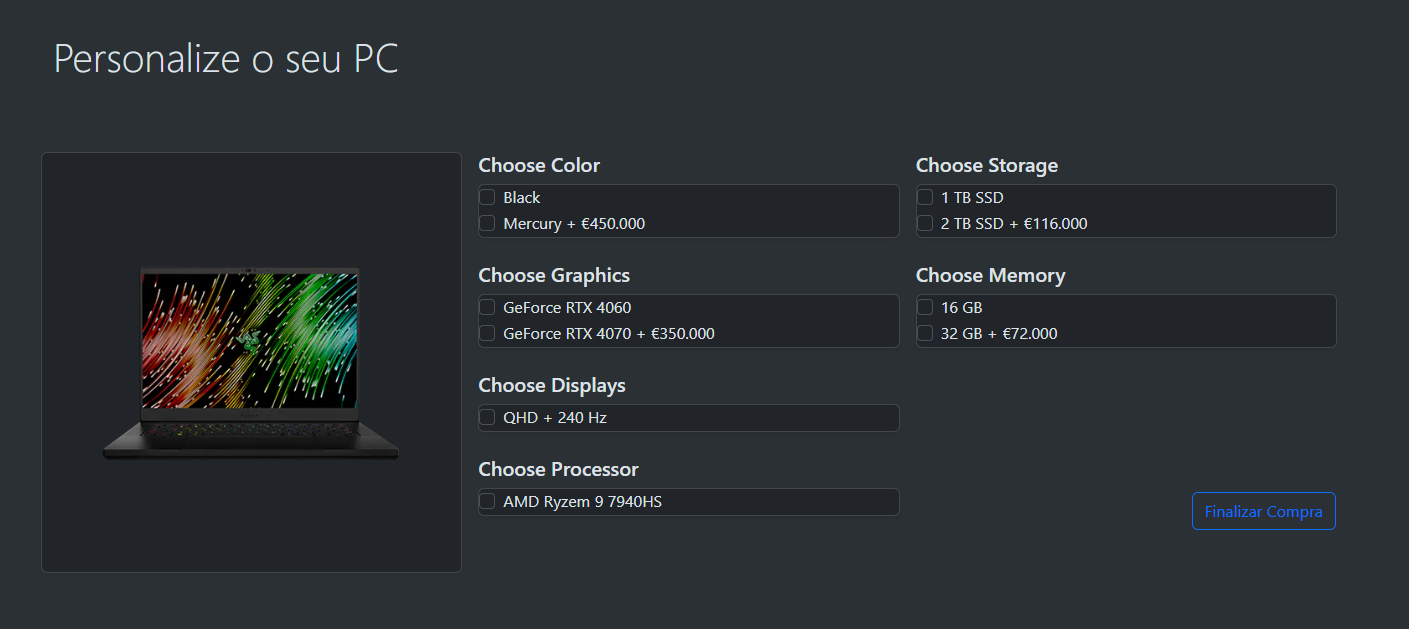 Personalize o seu PC
Choose Color
Black
Mercury + €450.000
Choose Graphics
GeForce RTX 4060
GeForce RTX 4070 + €350.000
Choose Displays
QHD + 240 Hz
Choose Processor
AMD Ryzem 9 7940HS
Choose Storage
1 TB SSD
2 TB SSD + €116.000
Choose Memory
16 GB
32 GB + €72.000
Finalizar Compra